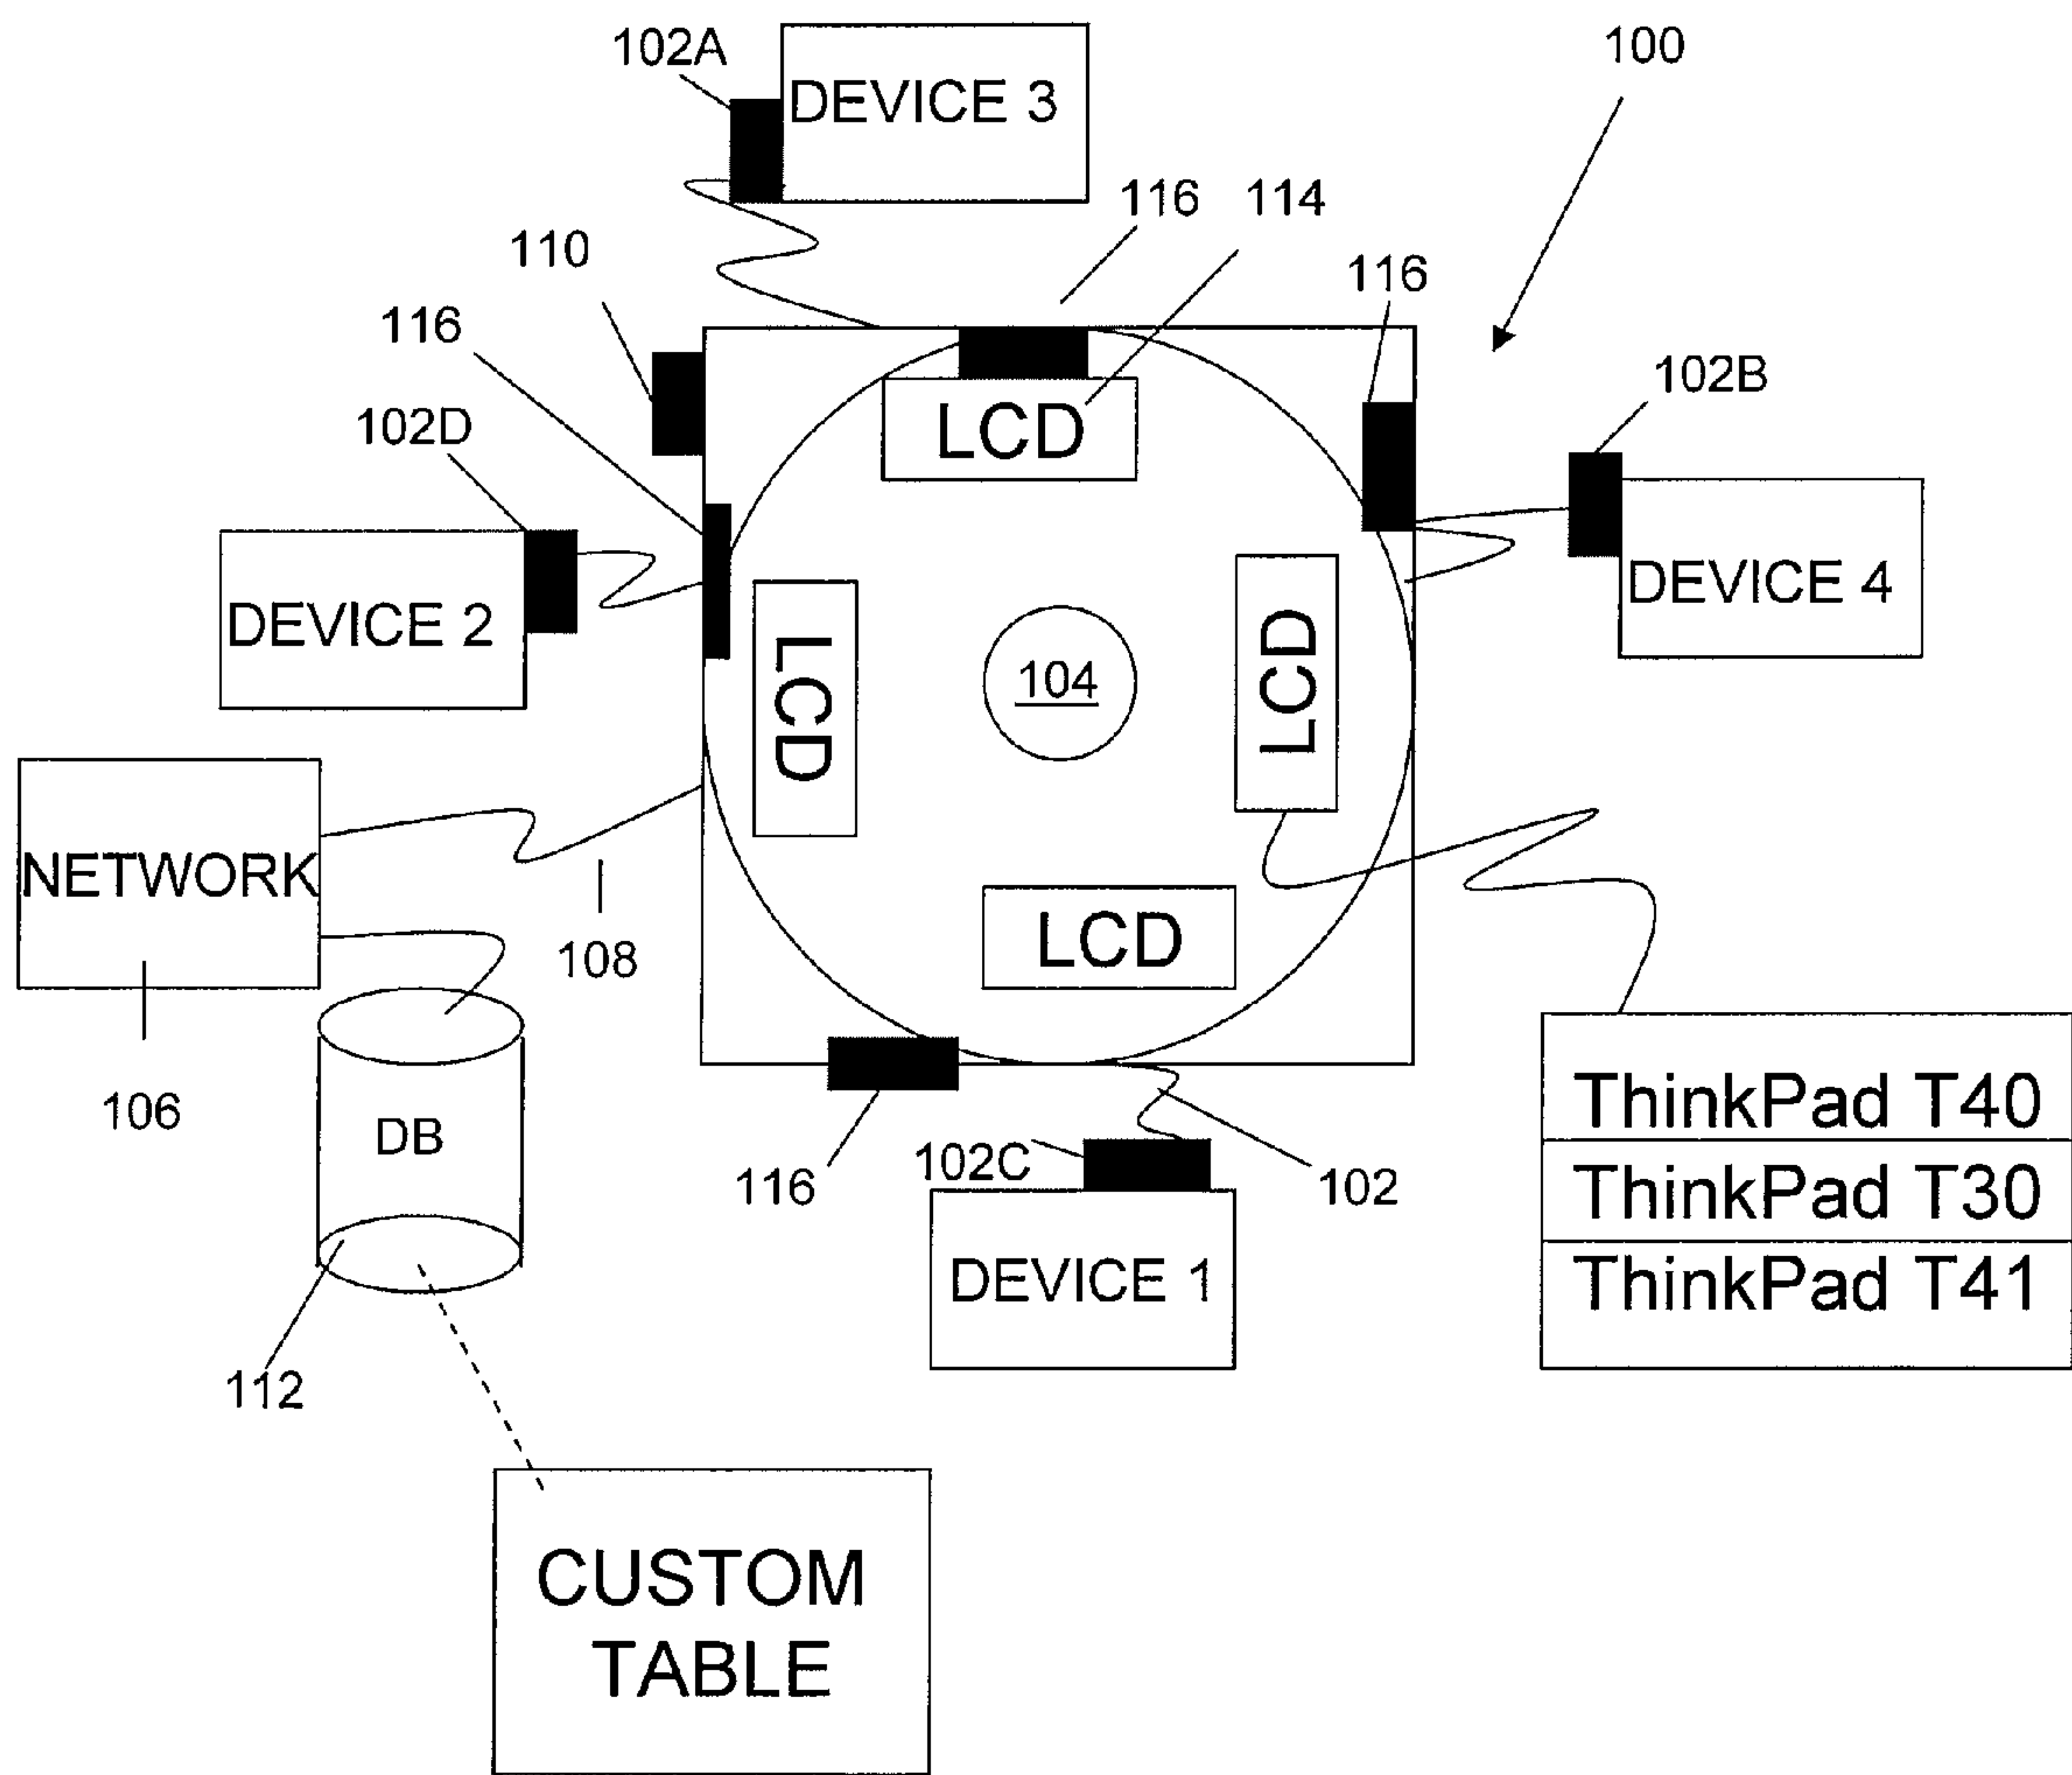 102A
DEVICE 3
100
116
114
110
116
116
102B
102D
LCD
DEVICE 4
DEVICE 2
LCD
104
LCD
NETWORK
108
LCD
106
DB
ThinkPad T40
116
102C
102
ThinkPad T30
DEVICE 1
ThinkPad T41
112
CUSTOM
TABLE